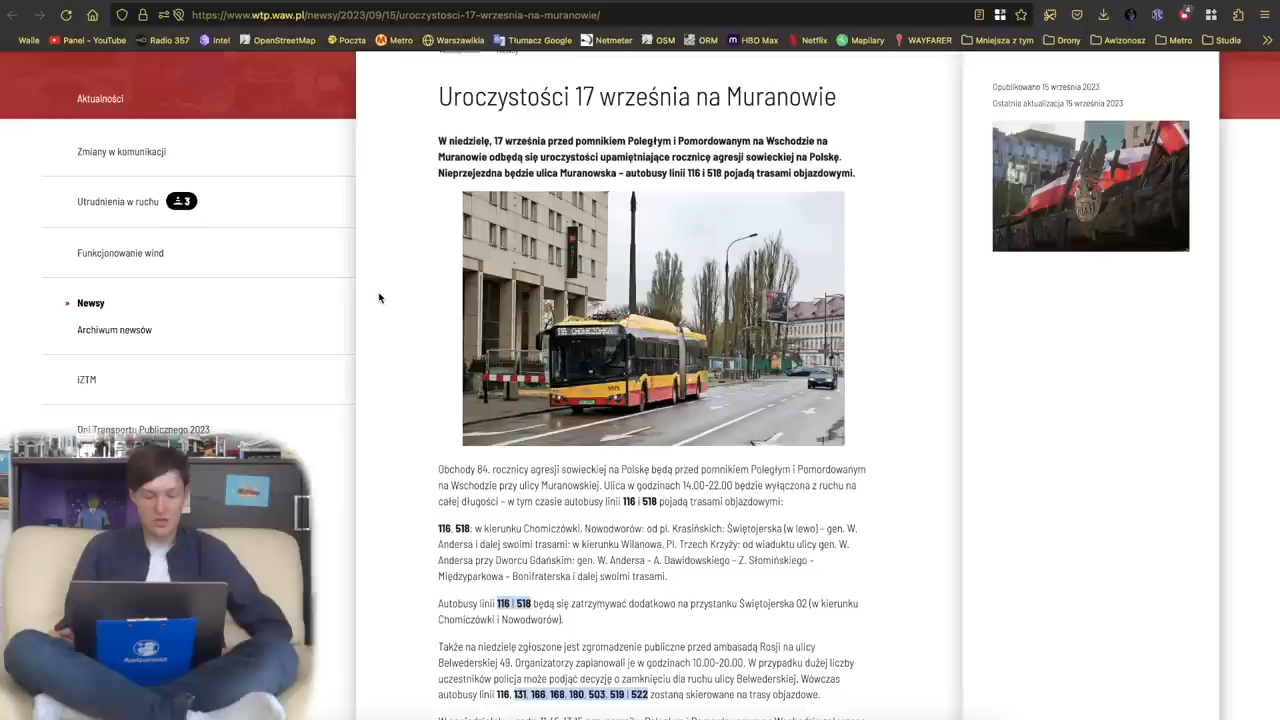 https://www.wtp.waw.pl/newsy/2023/09/15/uroczystosci-17-wrzesnia-na-muranowie/
4
Waile
Panel - YouTube
Radio 357
Intel
OpenStreetMap
Poczta
Metro
Warszawikia
Tłumacz Google
Netmeter
OSM
ORM
HBO Max
Netflix
Mapilary
WAYFARER
Mniejsza z tym
Drony
Awizonosz
Metro
Studia
Newsy
Aktualności
Zmiany w komunikacji
Utrudnienia w ruchu 3
Funkcjonowanie wind
» Newsy
Archiwum newsów
iZTM
Dni Transportu Publicznego 2023
Uroczystości 17 września na Muranowie
W niedzielę, 17 września przed pomnikiem Poległym i Pomordowanym na Wschodzie na
Muranowie odbędą się uroczystości upamiętniające rocznicę agresji sowieckiej na Polskę.
Nieprzejezdna będzie ulica Muranowska – autobusy linii 116 i 518 pojadą trasami objazdowymi.
Obchody 84. rocznicy agresji sowieckiej na Polskę będą przed pomnikiem Poległym i Pomordowanym
na Wschodzie przy ulicy Muranowskiej. Ulica w godzinach 14.00-22.00 będzie wyłączona z ruchu na
całej długości – w tym czasie autobusy linii 116 i 518 pojadą trasami objazdowymi:
116, 518: w kierunku Chomiczówki, Nowodworów: od pl. Krasińskich: Świętojerska (w lewo) – gen. W.
Andersa i dalej swoimi trasami: w kierunku Wilanowa, Pl. Trzech Krzyży: od wiaduktu ulicy gen. W.
Andersa przy Dworcu Gdańskim: gen. W. Andersa – A. Dawidowskiego – Z. Słomińskiego –
Międzyparkowa – Bonifraterska i dalej swoimi trasami.
Autobusy linii 116 i 518 będą się zatrzymywać dodatkowo na przystanku Świętojerska 02 (w kierunku
Chomiczówki i Nowodworów).
Także na niedzielę zgłoszone jest zgromadzenie publiczne przed ambasadą Rosji na ulicy
Belwederskiej 49. Organizatorzy zaplanowali je w godzinach 10.00-20.00. W przypadku dużej liczby
uczestników policja może podjąć decyzję o zamknięciu dla ruchu ulicy Belwederskiej. Wówczas
autobusy linii 116, 131, 166, 168, 180, 503, 519 i 522 zostaną skierowane na trasy objazdowe.
Opublikowano 15 września 2023
Ostatnia aktualizacja 15 września 2023
Awizonosz